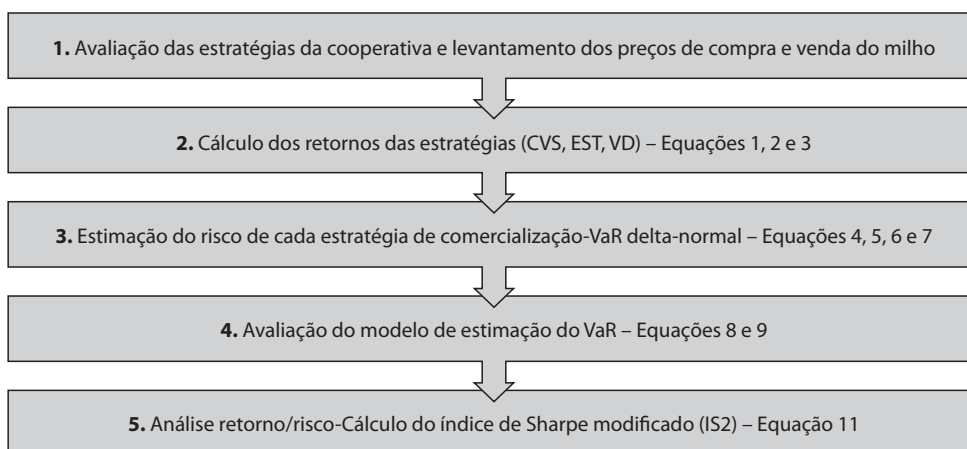 1. Avaliação das estratégias da cooperativa e levantamento dos preços de compra e venda do milho
2. Cálculo dos retornos das estratégias (CVS, EST, VD) – Equações 1, 2 e 3
3. Estimação do risco de cada estratégia de comercialização-VaR delta-normal – Equações 4, 5, 6 e 7
4. Avaliação do modelo de estimação do VaR – Equações 8 e 9
5. Análise retorno/risco-Cálculo do índice de Sharpe modificado (IS2) – Equação 11